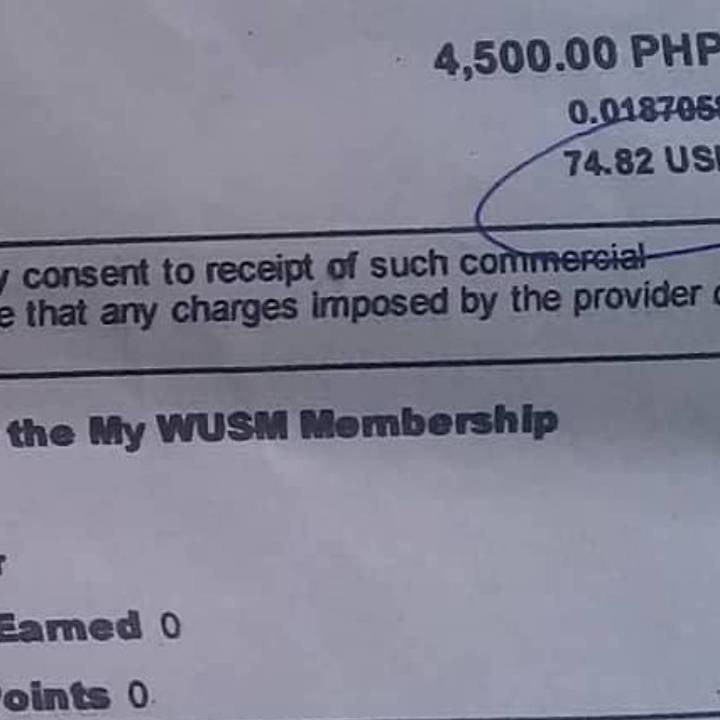 4,500.00 PHP
74.82
consent to receipt of such commercial
that any charges imposed by the provider
the My WUSM Membership
Earned 0
Points 0